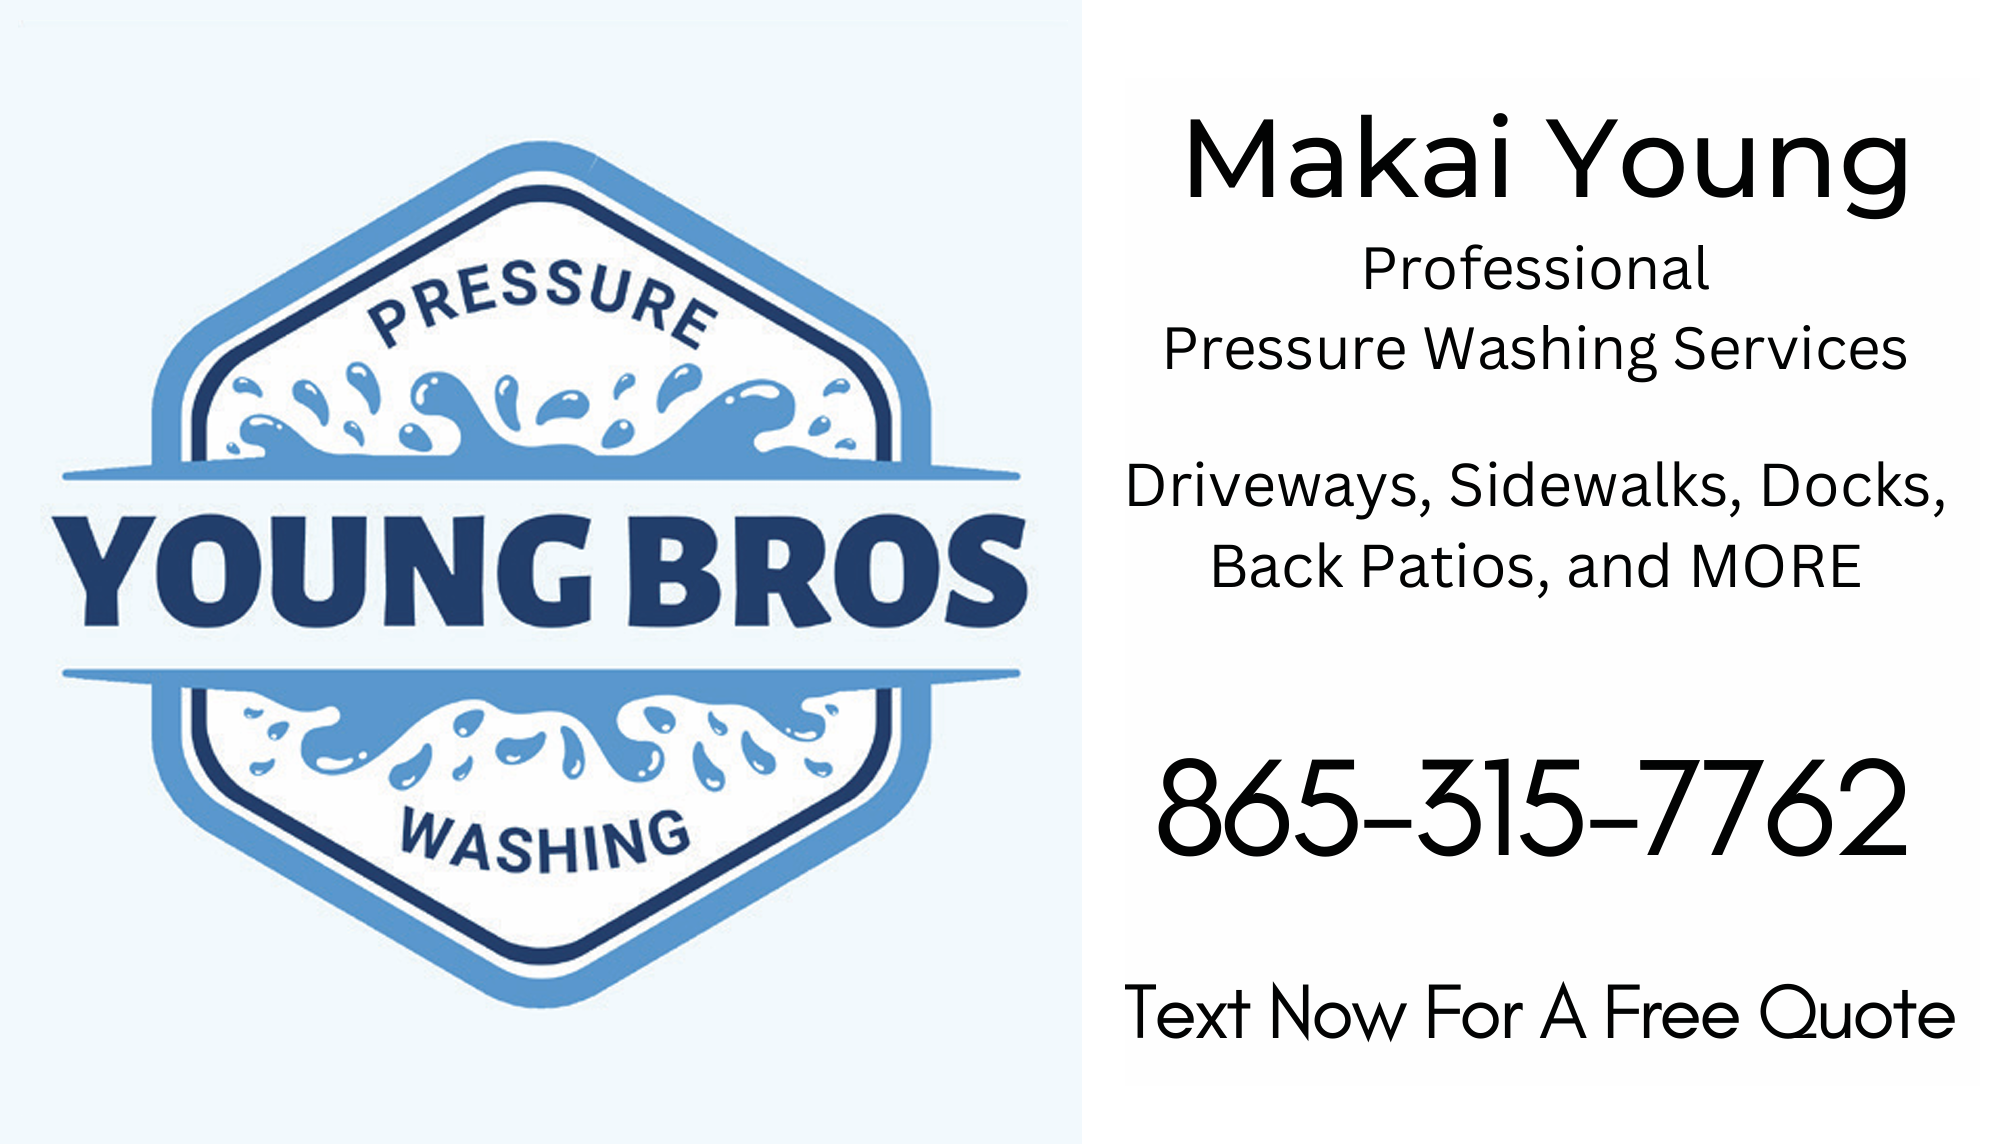 PRESSURE
YOUNG BROS
WASHING
Makai Young
Professional
Pressure Washing Services
Driveways, Sidewalks, Docks,
Back Patios, and MORE
865-315-7762
Text Now For A Free Quote